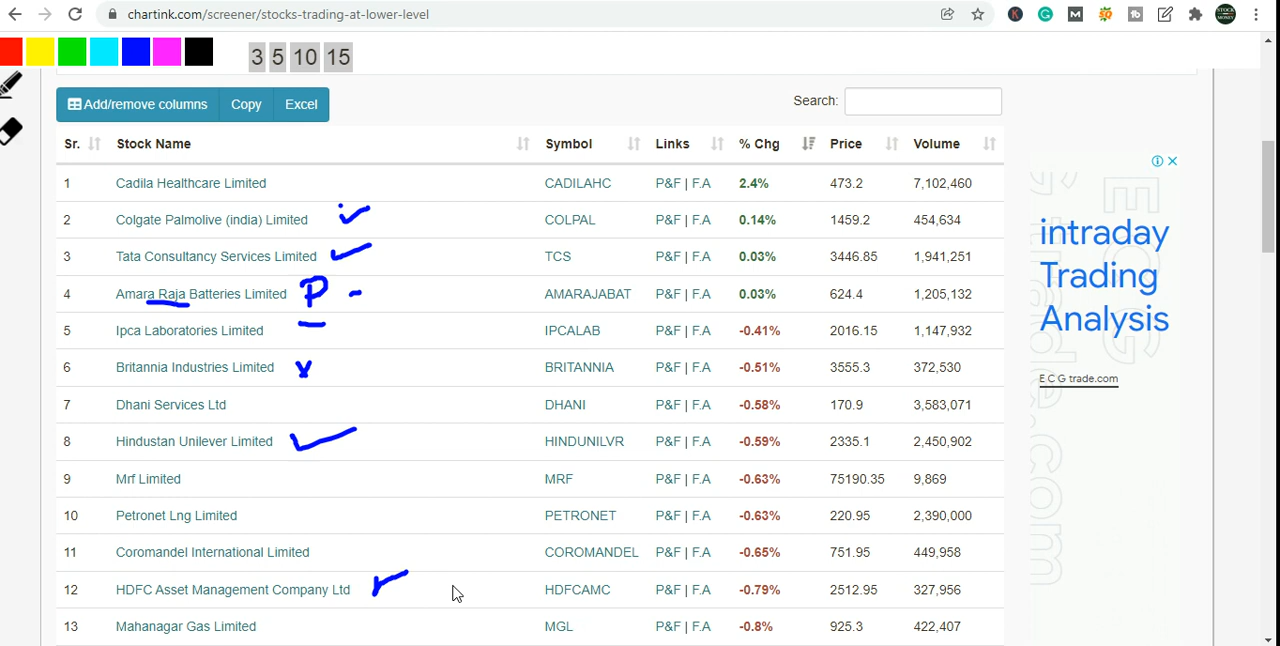 chartink.com/screener/stocks-trading-at-lower-level
3 5 10 15
Add/remove columns Copy Excel Search:
Sr. Stock Name Symbol Links % Chg Price Volume
1 Cadila Healthcare Limited CADILAHC P&F | F.A 2.4% 473.2 7,102,460
2 Colgate Palmolive (india) Limited COLPAL P&F | F.A 0.14% 1459.2 454,634
3 Tata Consultancy Services Limited TCS P&F | F.A 0.03% 3446.85 1,941,251
4 Amara Raja Batteries Limited P AMARAJABAT P&F | F.A 0.03% 624.4 1,205,132
5 Ipca Laboratories Limited IPCALAB P&F | F.A -0.41% 2016.15 1,147,932
6 Britannia Industries Limited BRITANNIA P&F | F.A -0.51% 3555.3 372,530
7 Dhani Services Ltd DHANI P&F | F.A -0.58% 170.9 3,583,071
8 Hindustan Unilever Limited HINDUNILVR P&F | F.A -0.59% 2335.1 2,450,902
9 Mrf Limited MRF P&F | F.A -0.63% 75190.35 9,869
10 Petronet Lng Limited PETRONET P&F | F.A -0.63% 220.95 2,390,000
11 Coromandel International Limited COROMANDEL P&F | F.A -0.65% 751.95 449,958
12 HDFC Asset Management Company Ltd HDFCAMC P&F | F.A -0.79% 2512.95 327,956
13 Mahanagar Gas Limited MGL P&F | F.A -0.8% 925.3 422,407
intraday
Trading
Analysis
E C G trade.com